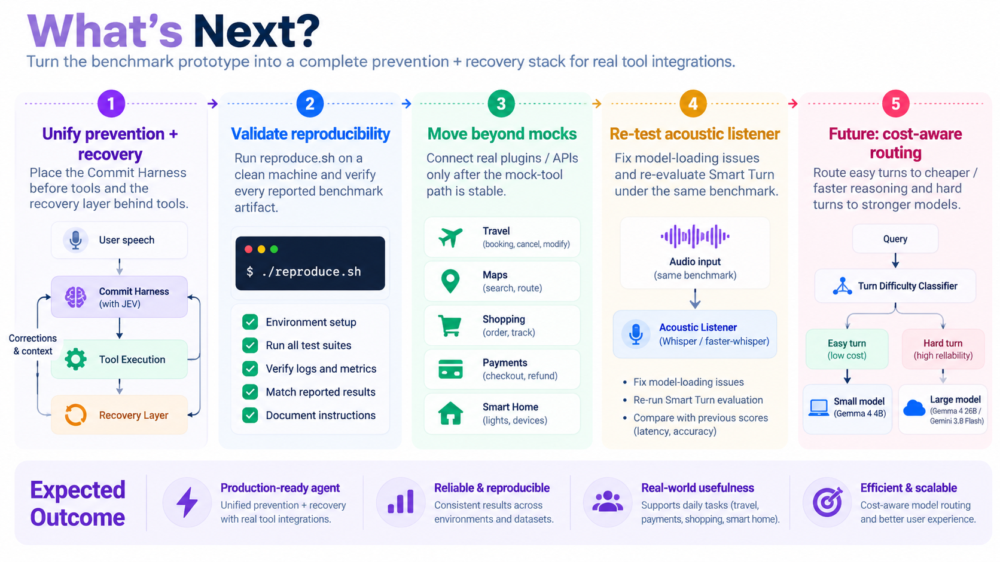 What's Next?
Turn the benchmark prototype into a complete prevention + recovery stack for real tool integrations.
1
Unify prevention +
recovery
Place the Commit Harness
before tools and the
recovery layer behind tools.
User speech
Commit Harness
(with JEV)
Corrections
& context
Tool Execution
Recovery Layer
2
Validate reproducibility
Run reproduce.sh on a
clean machine and verify
every reported benchmark
artifact.
$ ./reproduce.sh
Environment setup
Run all test suites
Verify logs and metrics
Match reported results
Document instructions
3
Move beyond mocks
Connect real plugins / APIs
only after the mock-tool
path is stable.
Travel
(booking, cancel, modify)
Maps
(search, route)
Shopping
(order, track)
Payments
(checkout, refund)
Smart Home
(lights, devices)
4
Re-test acoustic listener
Fix model-loading issues
and re-evaluate Smart Turn
under the same benchmark.
Audio input
(same benchmark)
Acoustic Listener
(Whisper / faster-whisper)
• Fix model-loading issues
• Re-run Smart Turn evaluation
• Compare with previous scores
(latency, accuracy)
5
Future: cost-aware
routing
Route easy turns to cheaper /
faster reasoning and hard
turns to stronger models.
Query
Turn Difficulty Classifier
Easy turn
(low cost)
Hard turn
(high rellability)
Small model
(Gemma 4 4B)
Large model
(Gemma 4 26B /
Gemini 3.8 Flash)
Expected
Outcome
Production-ready agent
Unified prevention + recovery
with real tool integrations.
Reliable & reproducible
Consistent results across
environments and datasets.
Real-world usefulness
Supports daily tasks (travel,
payments, shopping, smart home).
Efficient & scalable
Cost-aware model routing
and better user experience.